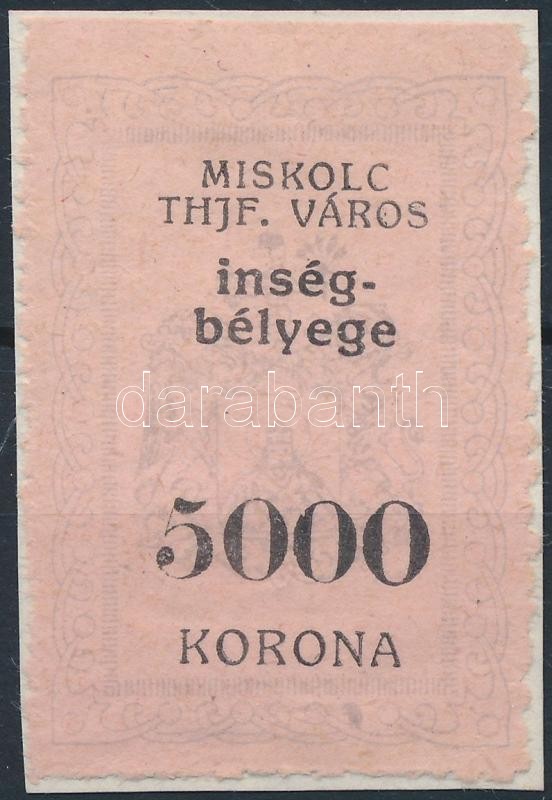 MISKOLC
THJF. VÁROS
inség-
bélyege
darabanth
5000
KORONA